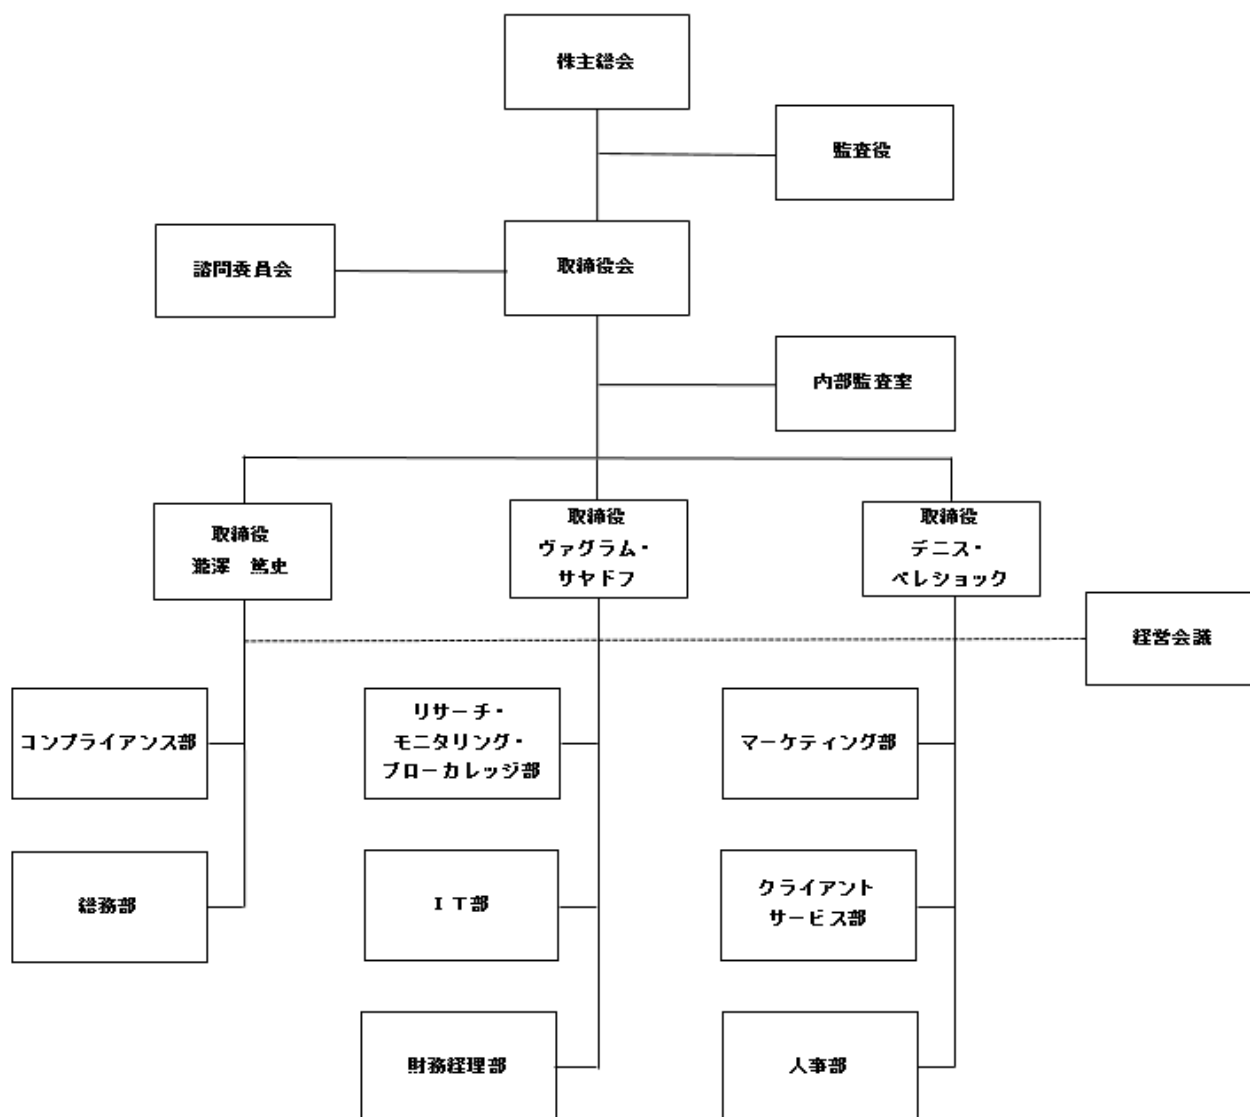 株主総会
監査役
諮問委員会
取締役会
内部監査室
取締役
瀧澤　篤史
取締役
ヴァグラム・
サヤドフ
取締役
デニス・
ペレショック
経営会議
コンプライアンス部
リサーチ・
モニタリング・
ブローカレッジ部
マーケティング部
総務部
ＩＴ部
クライアント
サービス部
財務経理部
人事部